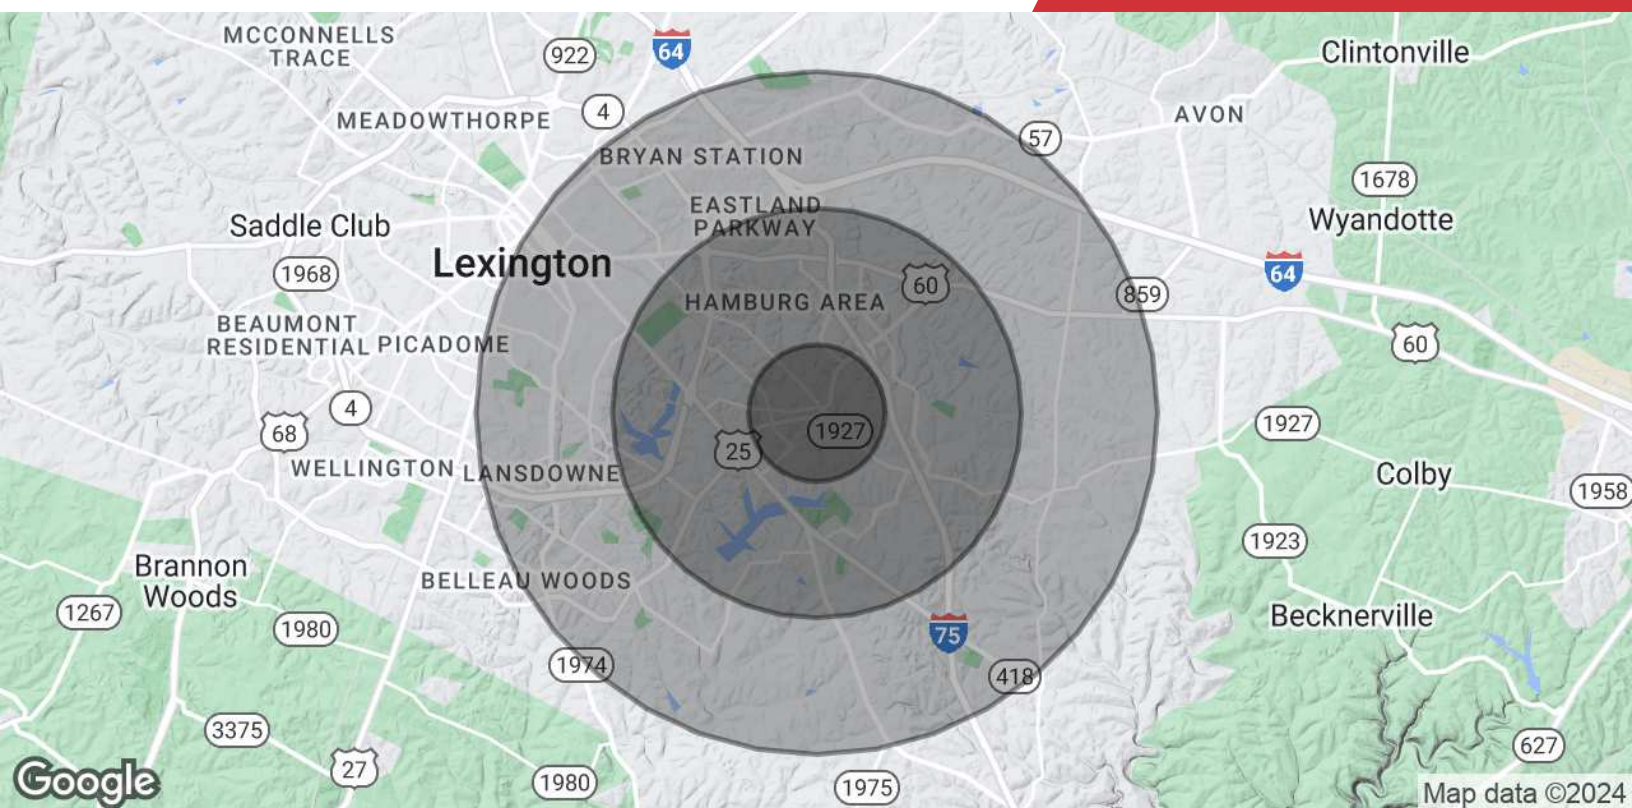 MCCONNELLS
TRACE
922
64
Clintonville
4
MEADOWTHORPE
AVON
57
BRYAN STATION
1678
EASTLAND
PARKWAY
Saddle Club
Wyandotte
Lexington
1968
64
60
859
HAMBURG AREA
BEAUMONT
RESIDENTIAL
PICADOME
60
4
1927
68
1927
25
WELLINGTON
LANSDOWNE
Colby
1958
1923
Brannon
Woods
BELLEAU WOODS
1267
Becknerville
1980
75
1974
418
3375
627
27
Google
1980
1975
Map data ©2024